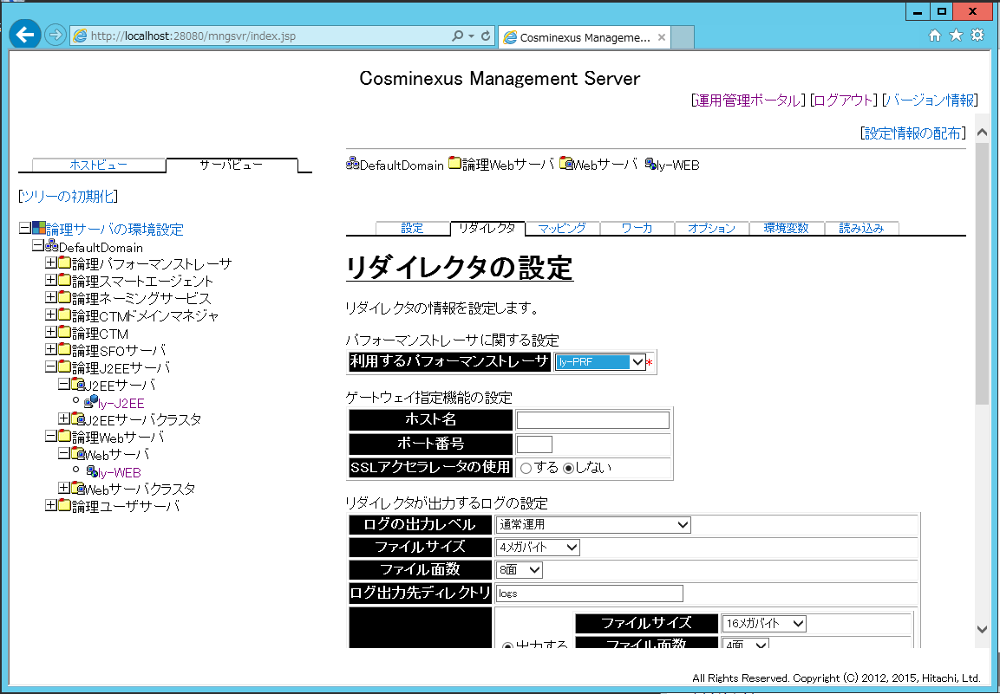 http://localhost:28080/mngsvr/index.jsp
Cosminexus Manageme...
Cosminexus Management Server
[運用管理ポータル] [ログアウト] [バージョン情報]
[設定情報の配布]
ホストビュー
サーバビュー
[ツリーの初期化]
論理サーバの環境設定
DefaultDomain
論理パフォーマンストレーサ
論理スマートエージェント
論理ネーミングサービス
論理CTMドメインマネジャ
論理CTM
論理SFOサーバ
論理J2EEサーバ
J2EEサーバ
ly-J2EE
J2EEサーバクラスタ
論理Webサーバ
Webサーバ
ly-WEB
Webサーバクラスタ
論理ユーザサーバ
DefaultDomain 論理Webサーバ Webサーバ ly-WEB
設定 リダイレクタ マッピング ワーカ オプション 環境変数 読み込み
リダイレクタの設定
リダイレクタの情報を設定します。
パフォーマンストレーサに関する設定
利用するパフォーマンストレーサ ly-PRF *
ゲートウェイ指定機能の設定
ホスト名
ポート番号
SSLアクセラレータの使用 する しない
リダイレクタが出力するログの設定
ログの出力レベル 通常運用
ファイルサイズ 4メガバイト
ファイル面数 8面
ログ出力先ディレクトリ logs
ファイルサイズ 16メガバイト
出力する ファイル面数 4面
All Rights Reserved. Copyright (C) 2012, 2015, Hitachi, Ltd.